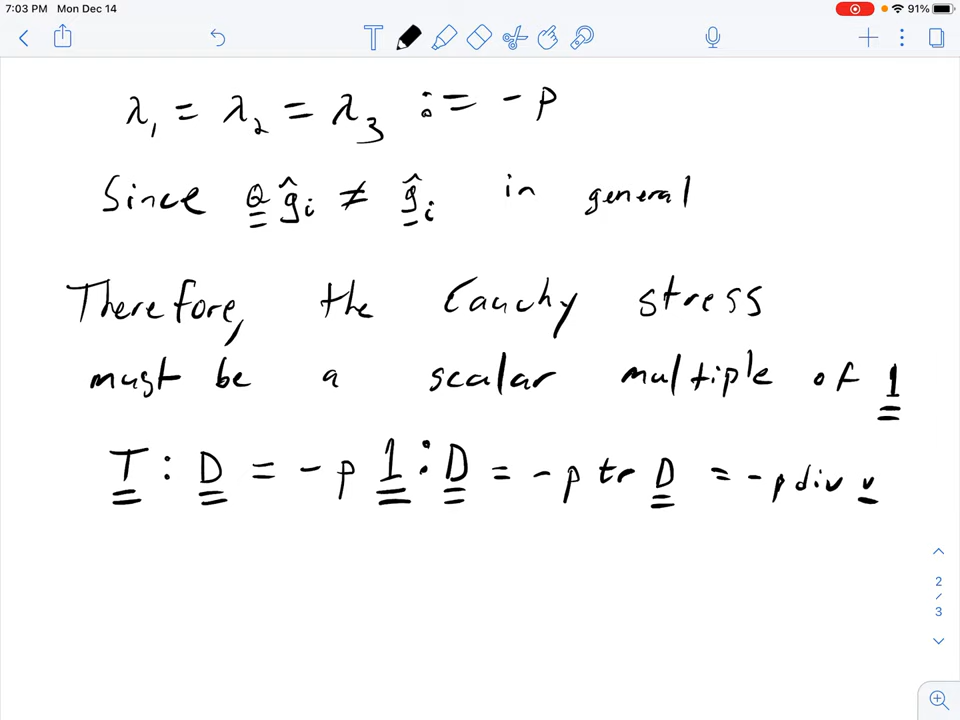 7:03 PM Mon Dec 14 91%
λ₁ = λ₂ = λ₃ := -p
Since Q̳ ĝᵢ ≠ ĝ̲ᵢ in general
Therefore, the Cauchy stress
must be a scalar multiple of 1̳
T̳ : D̳ = -p 1̳ : D̳ = -p tr D̳ = -p div v̲
2
/
3